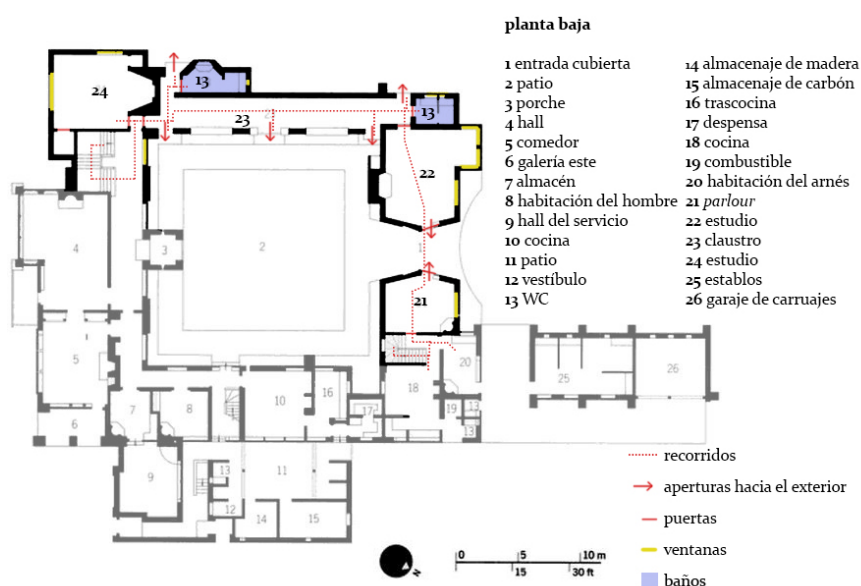 planta baja
1 entrada cubierta
2 patio
3 porche
4 hall
5 comedor
6 galería este
7 almacén
8 habitación del hombre
9 hall del servicio
10 cocina
11 patio
12 vestíbulo
13 WC
14 almacenaje de madera
15 almacenaje de carbón
16 trascocina
17 despensa
18 cocina
19 combustible
20 habitación del arnés
21 parlour
22 estudio
23 claustro
24 estudio
25 establos
26 garaje de carruajes
24
13
13
23
22
4
3
2
1
21
5
20
25
26
6
7
8
10
16
17
18
19
13
13
9
13
11
12
14
15
recorridos
aperturas hacia el exterior
puertas
ventanas
baños
N
0 5 10 m
15 30 ft